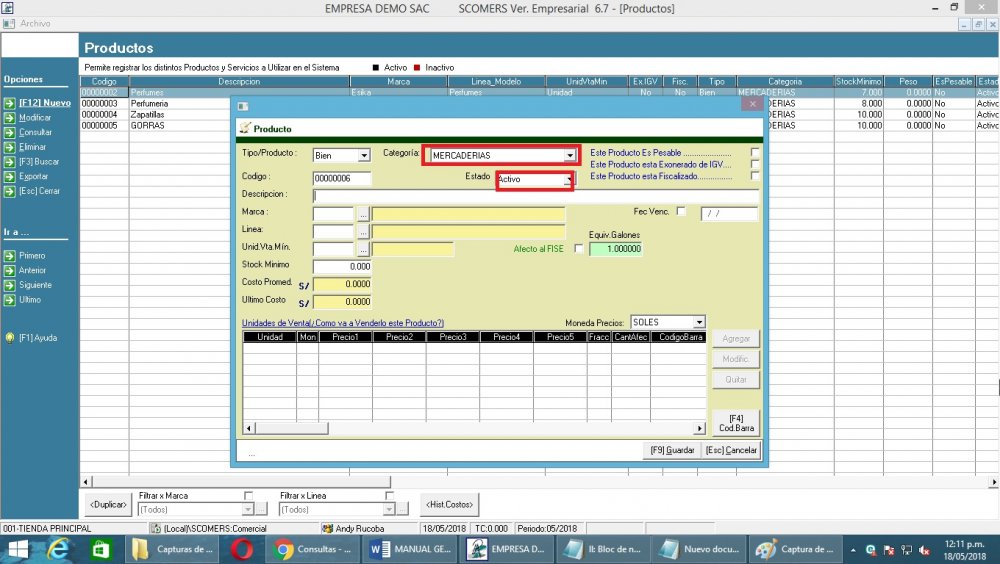 EMPRESA DEMO SAC SCOMERS Ver. Empresarial 6.7 - [Productos]
Archivo
Productos
Permite registrar los distintos Productos y Servicios a Utilizar en el Sistema Activo Inactivo
Opciones
[F12] Nuevo
Modificar
Consultar
Eliminar
[F3] Buscar
Exportar
[Esc] Cerrar
Ir a ...
Primero
Anterior
Siguiente
Ultimo
[F1] Ayuda
Codigo Descripcion Marca Linea_Modelo UnidVtaMin Ex.IGV Fisc. Tipo Categoria StockMinimo Peso EsPesable Estad
00000002 Perfumes Esika Perfumes Unidad No No Bien MERCADERIAS 7.000 0.0000 No Activo
00000003 Perfumeria ERIAS 8.000 0.0000 No Activo
00000004 Zapatillas ERIAS 10.000 0.0000 No Activo
00000005 GORRAS ERIAS 10.000 0.0000 No Activo
Producto
Tipo/Producto : Bien Categoría: MERCADERIAS Este Producto Es Pesable ......................
Este Producto esta Exonerado de IGV....
Codigo : 00000006 Estado Activo Este Producto esta Fiscalizado...............
Descripcion :
Marca : ... Fec Venc. / /
Linea: ...
Equiv.Galones
Unid.Vta.Mín. ... Afecto al FISE 1.000000
Stock Minimo 0.000
Costo Promed. S/ 0.0000
Ultimo Costo S/ 0.0000
Unidades de Venta(¿Como va a Venderlo este Producto?) Moneda Precios: SOLES
Unidad Mon Precio1 Precio2 Precio3 Precio4 Precio5 Fracc CantAfec CodigoBarra
Agregar
Modific.
Quitar
[F4]
Cod.Barra
... [F9] Guardar [Esc] Cancelar
<Duplicar> Filtrar x Marca Filtrar x Linea <Hist.Costos>
(Todos) ... (Todos) ...
001-TIENDA PRINCIPAL (Local)\SCOMERS:Comercial Andy Rucoba 18/05/2018 TC:0.000 Periodo:05/2018
Capturas de ... Consultas - ... MANUAL GE... EMPRESA D... II: Bloc de n... Nuevo docu... Captura de ...
12:11 p.m.
18/05/2018